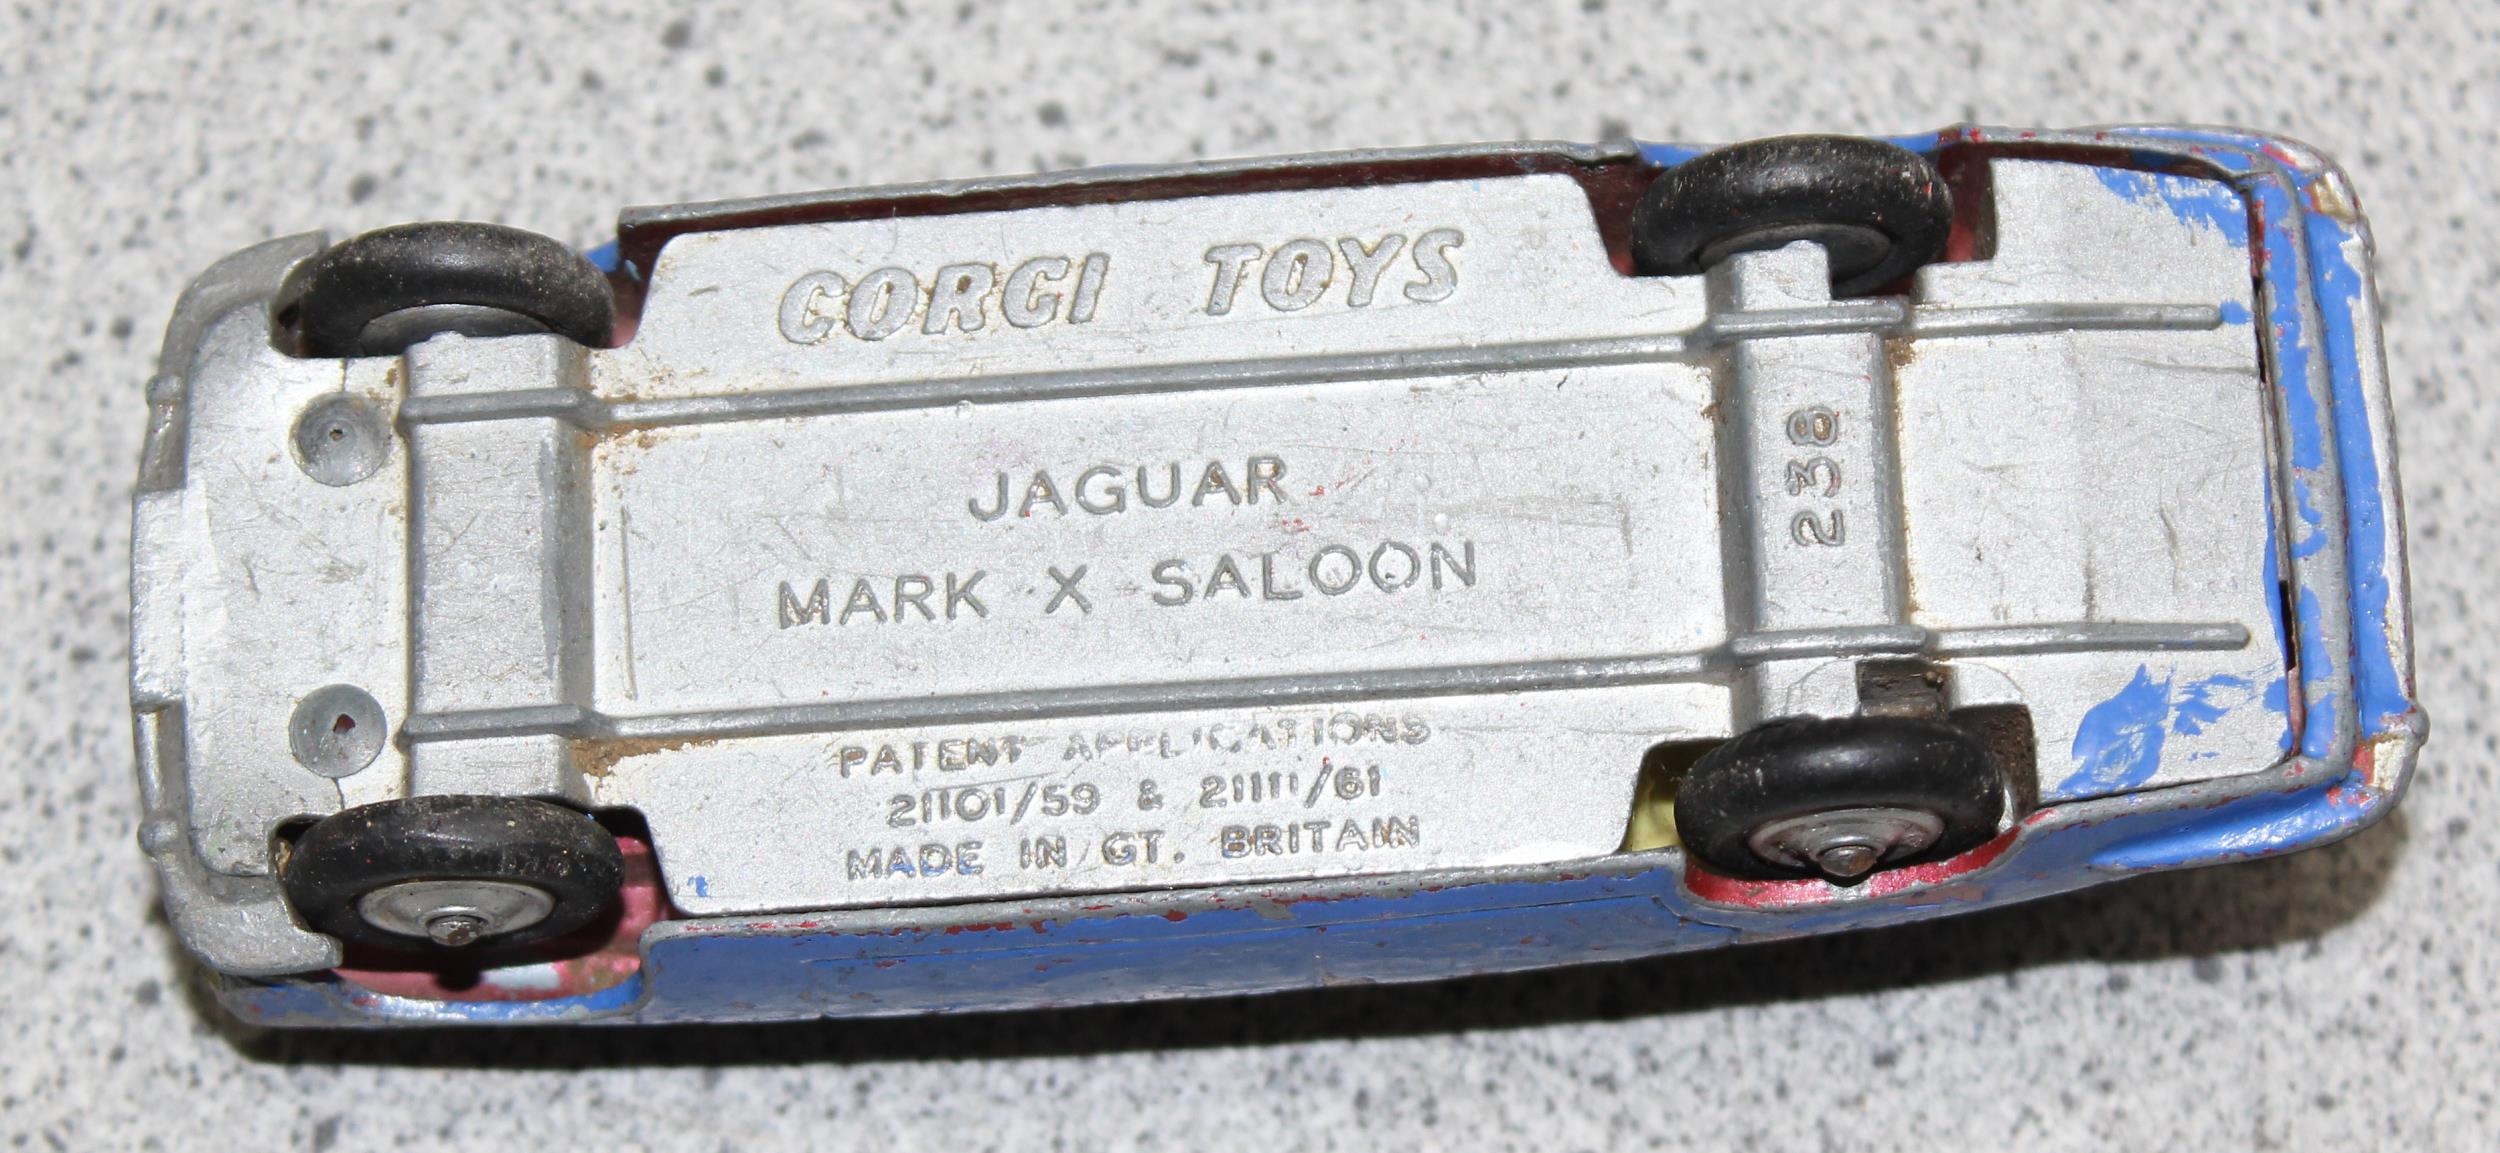 CORGI TOYS
JAGUAR
MARK X SALOON
238
PATENT APPLICATIONS
21101/59 & 21111/61
MADE IN GT. BRITAIN